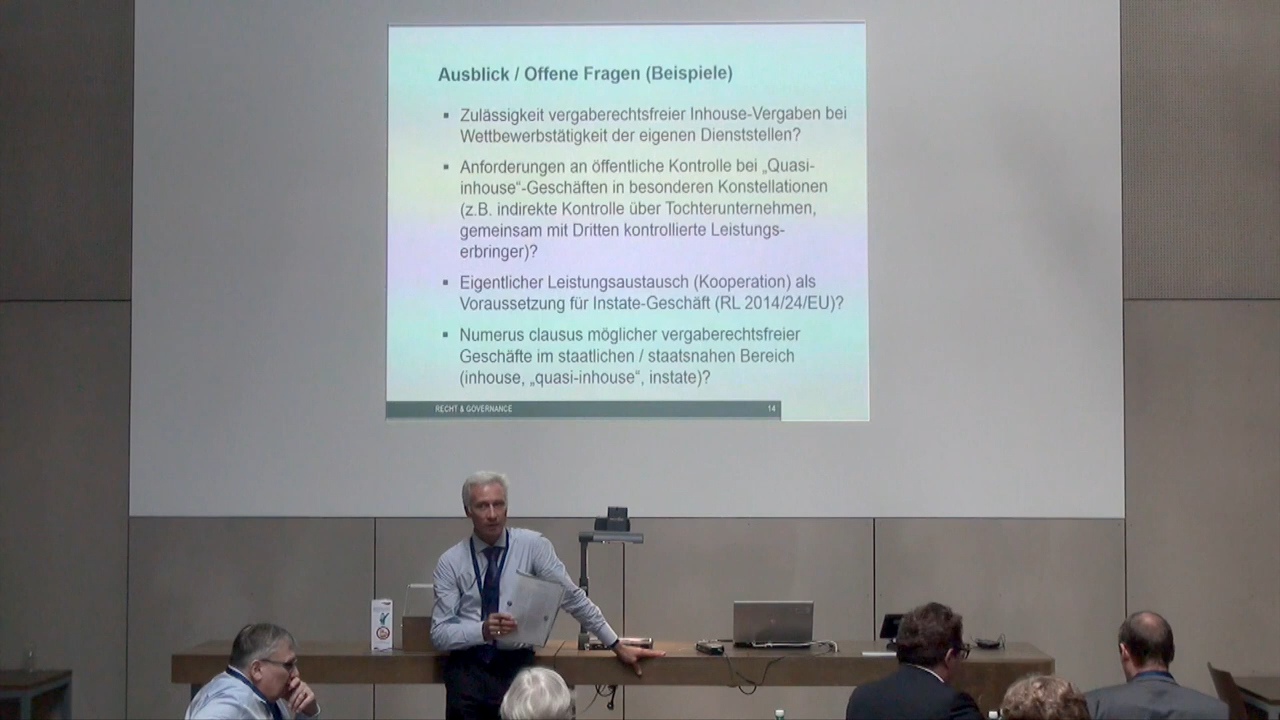 Ausblick / Offene Fragen (Beispiele)
▪ Zulässigkeit vergaberechtsfreier Inhouse-Vergaben bei
Wettbewerbstätigkeit der eigenen Dienststellen?
▪ Anforderungen an öffentliche Kontrolle bei „Quasi-
inhouse“-Geschäften in besonderen Konstellationen
(z.B. indirekte Kontrolle über Tochterunternehmen,
gemeinsam mit Dritten kontrollierte Leistungs-
erbringer)?
▪ Eigentlicher Leistungsaustausch (Kooperation) als
Voraussetzung für Instate-Geschäft (RL 2014/24/EU)?
▪ Numerus clausus möglicher vergaberechtsfreier
Geschäfte im staatlichen / staatsnahen Bereich
(inhouse, „quasi-inhouse“, instate)?
RECHT & GOVERNANCE 14